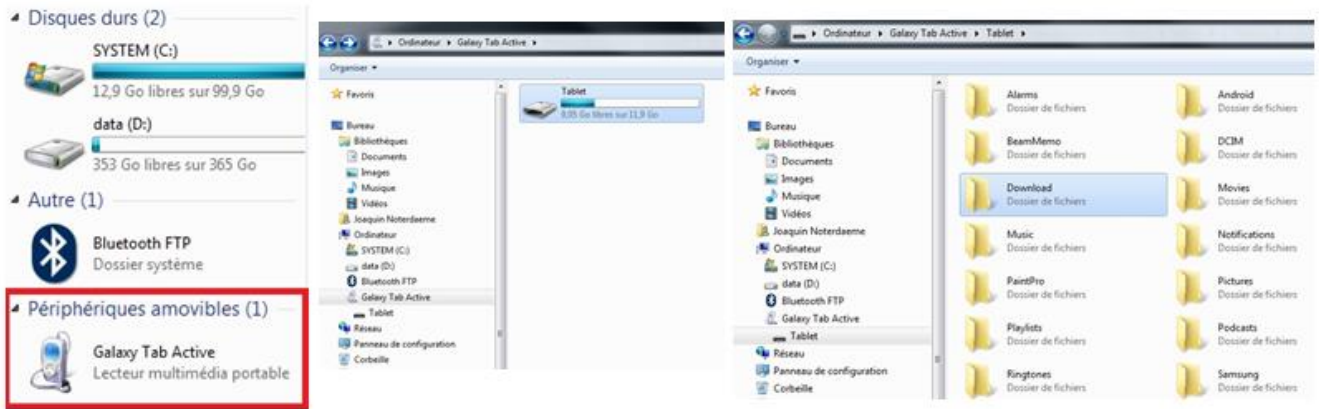 Disques durs (2)
SYSTEM (C:)
12,9 Go libres sur 99,9 Go
data (D:)
353 Go libres sur 365 Go
Autre (1)
Bluetooth FTP
Dossier système
Périphériques amovibles (1)
Galaxy Tab Active
Lecteur multimédia portable
Ordinateur Galaxy Tab Active
Organiser
Favoris
Bureau
Bibliothèques
Documents
Images
Musique
Vidéos
Joaquin Noterdaeme
Ordinateur
SYSTEM (C:)
data (D:)
Bluetooth FTP
Galaxy Tab Active
Tablet
Réseau
Panneau de configuration
Corbeille
Tablet
8,05 Go libres sur 11,9 Go
Ordinateur Galaxy Tab Active Tablet
Organiser
Favoris
Bureau
Bibliothèques
Documents
Images
Musique
Vidéos
Joaquin Noterdaeme
Ordinateur
SYSTEM (C:)
data (D:)
Bluetooth FTP
Galaxy Tab Active
Tablet
Réseau
Panneau de configuration
Corbeille
Alarms
Dossier de fichiers
Android
Dossier de fichiers
BeamMemo
Dossier de fichiers
DCIM
Dossier de fichiers
Download
Dossier de fichiers
Movies
Dossier de fichiers
Music
Dossier de fichiers
Notifications
Dossier de fichiers
PaintPro
Dossier de fichiers
Pictures
Dossier de fichiers
Playlists
Dossier de fichiers
Podcasts
Dossier de fichiers
Ringtones
Dossier de fichiers
Samsung
Dossier de fichiers